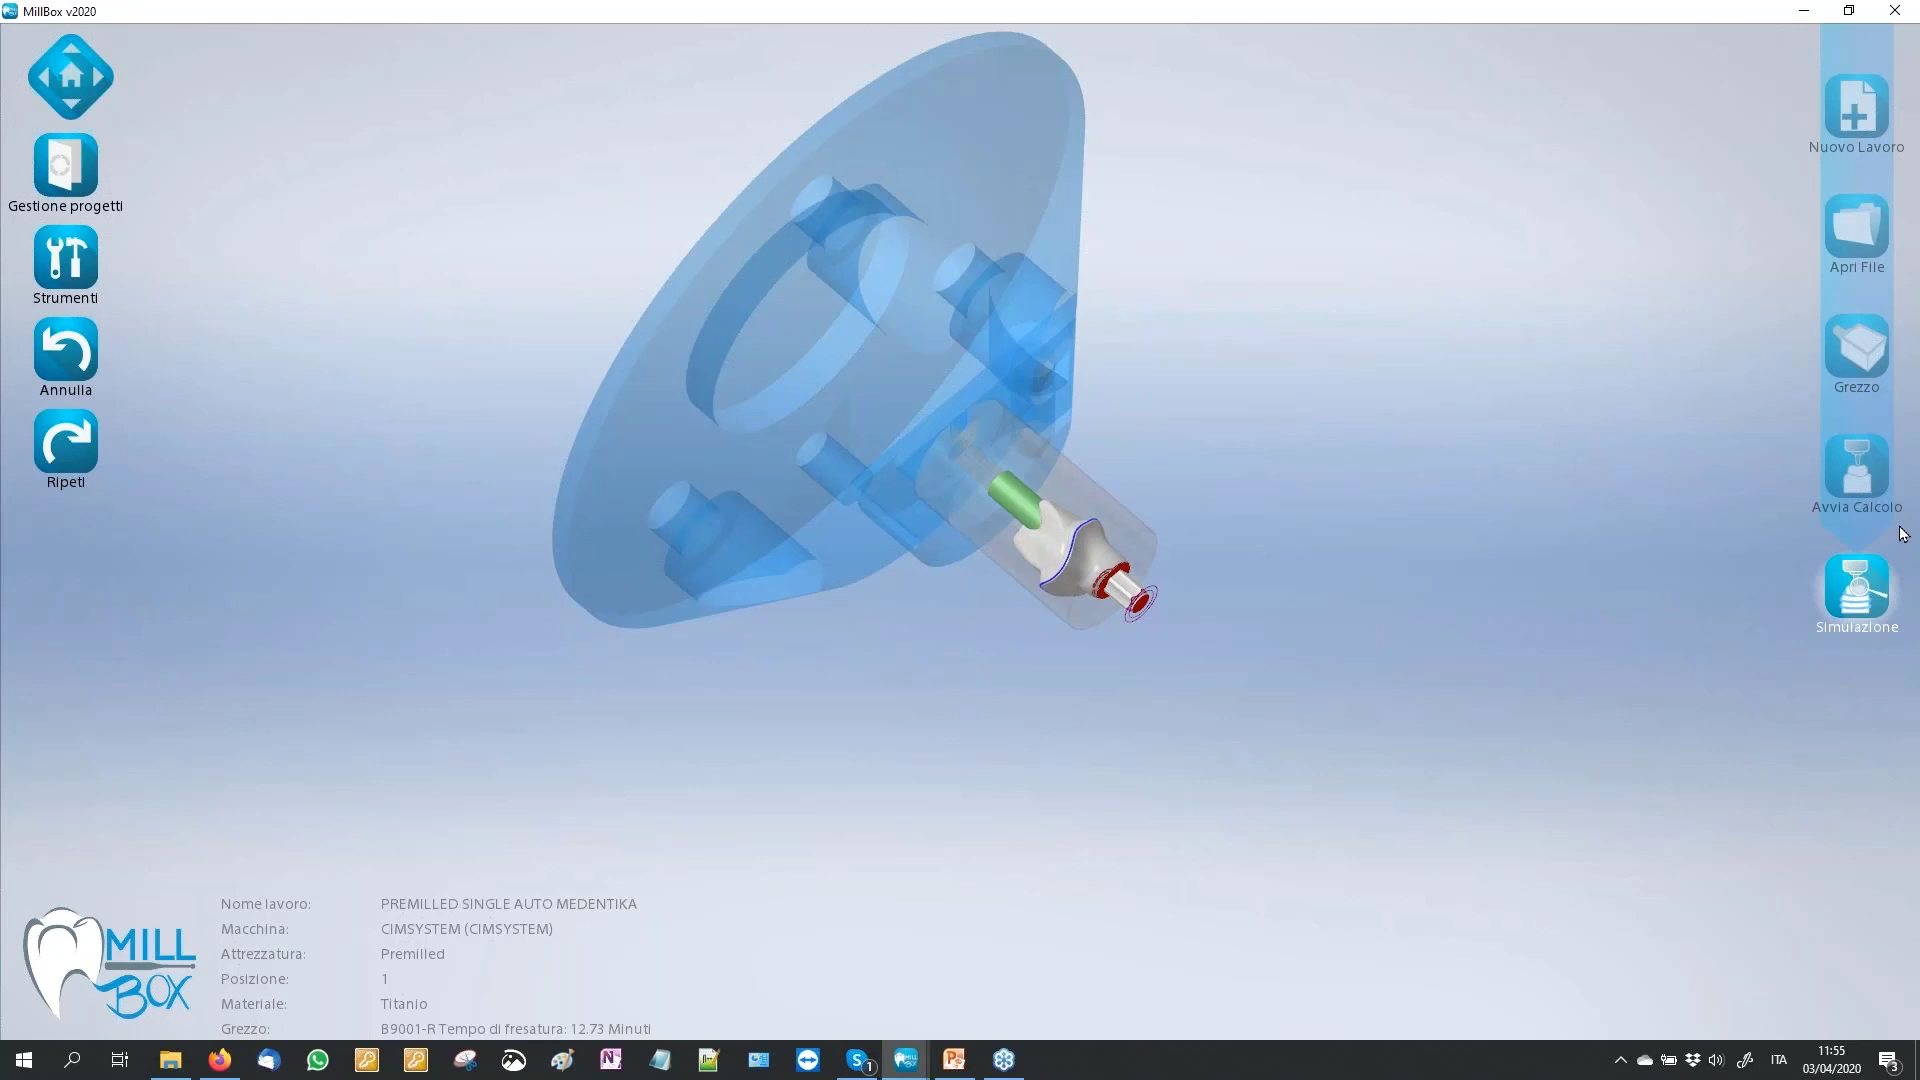 MillBox v2020
Gestione progetti
Strumenti
Annulla
Ripeti
Nuovo Lavoro
Apri File
Grezzo
Avvia Calcolo
Simulazione
MILL
BOX
Nome lavoro: PREMILLED SINGLE AUTO MEDENTIKA
Macchina: CIMSYSTEM (CIMSYSTEM)
Attrezzatura: Premilled
Posizione: 1
Materiale: Titanio
Grezzo: B9001-R Tempo di fresatura: 12.73 Minuti
ITA
11:55
03/04/2020